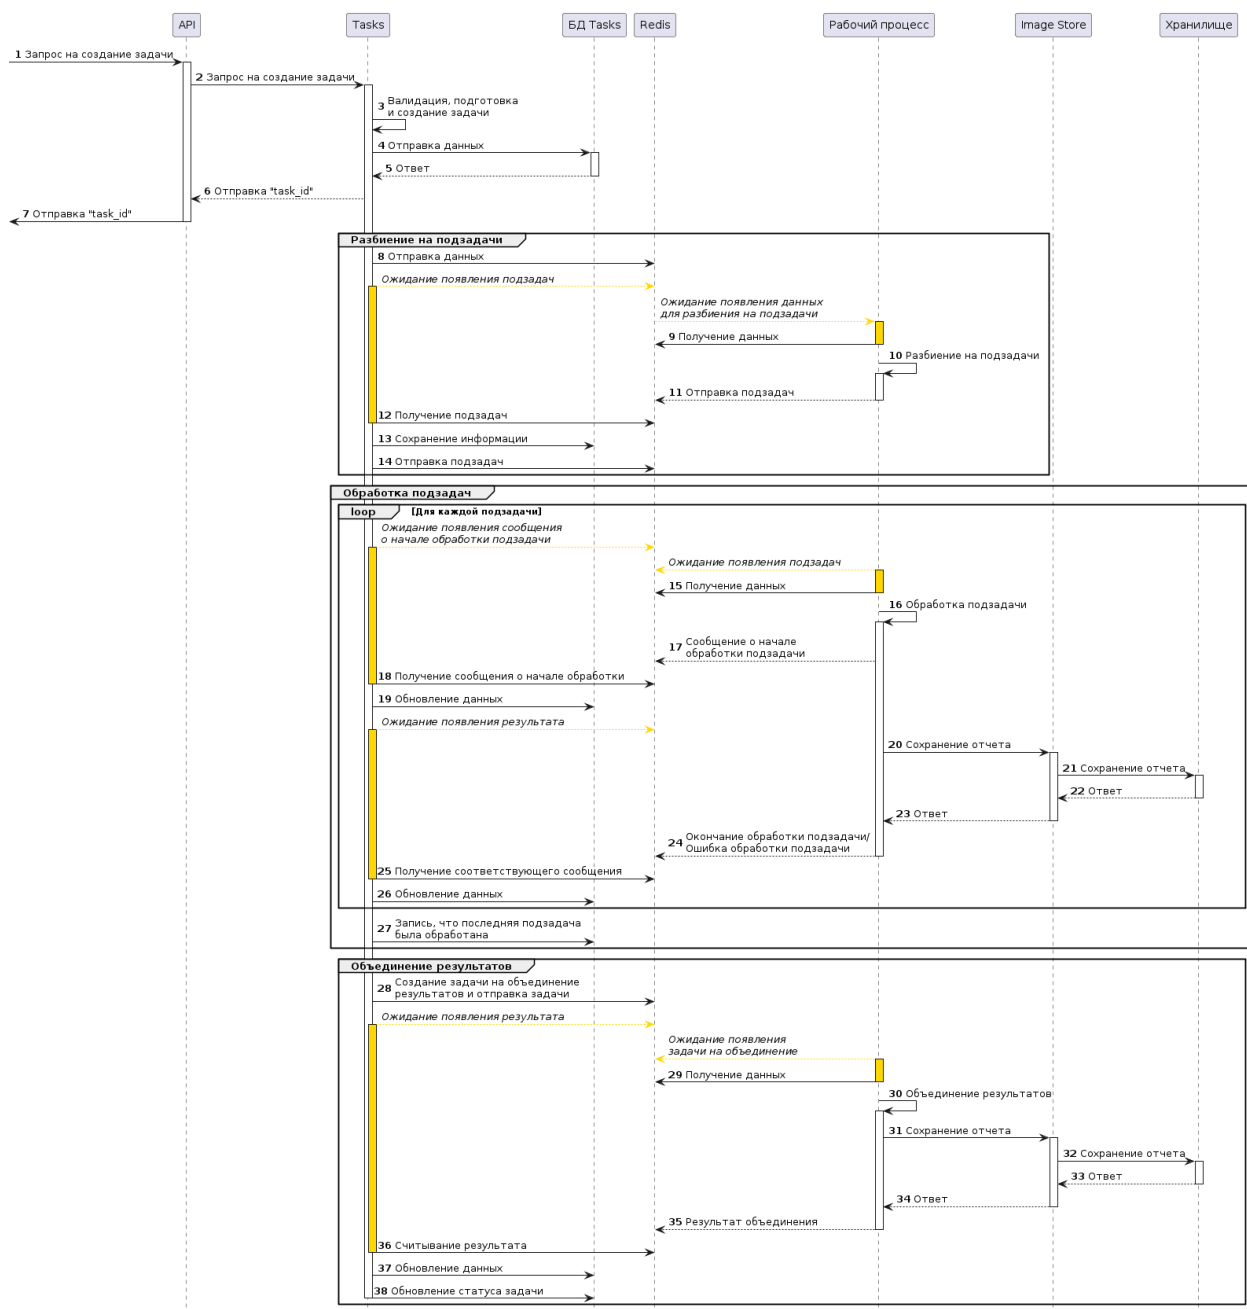 API
Tasks
БД Tasks
Redis
Рабочий процесс
Image Store
Хранилище
1 Запрос на создание задачи
2 Запрос на создание задачи
3 Валидация, подготовка
и создание задачи
4 Отправка данных
5 Ответ
6 Отправка "task_id"
7 Отправка "task_id"
Разбиение на подзадачи
8 Отправка данных
Ожидание появления подзадач
Ожидание появления данных
для разбиения на подзадачи
9 Получение данных
10 Разбиение на подзадачи
11 Отправка подзадач
12 Получение подзадач
13 Сохранение информации
14 Отправка подзадач
Обработка подзадач
loop [Для каждой подзадачи]
Ожидание появления сообщения
о начале обработки подзадачи
Ожидание появления подзадач
15 Получение данных
16 Обработка подзадачи
17 Сообщение о начале
обработки подзадачи
18 Получение сообщения о начале обработки
19 Обновление данных
Ожидание появления результата
20 Сохранение отчета
21 Сохранение отчета
22 Ответ
23 Ответ
24 Окончание обработки подзадачи/
Ошибка обработки подзадачи
25 Получение соответствующего сообщения
26 Обновление данных
27 Запись, что последняя подзадача
была обработана
Объединение результатов
28 Создание задачи на объединение
результатов и отправка задачи
Ожидание появления результата
Ожидание появления
задачи на объединение
29 Получение данных
30 Объединение результатов
31 Сохранение отчета
32 Сохранение отчета
33 Ответ
34 Ответ
35 Результат объединения
36 Считывание результата
37 Обновление данных
38 Обновление статуса задачи